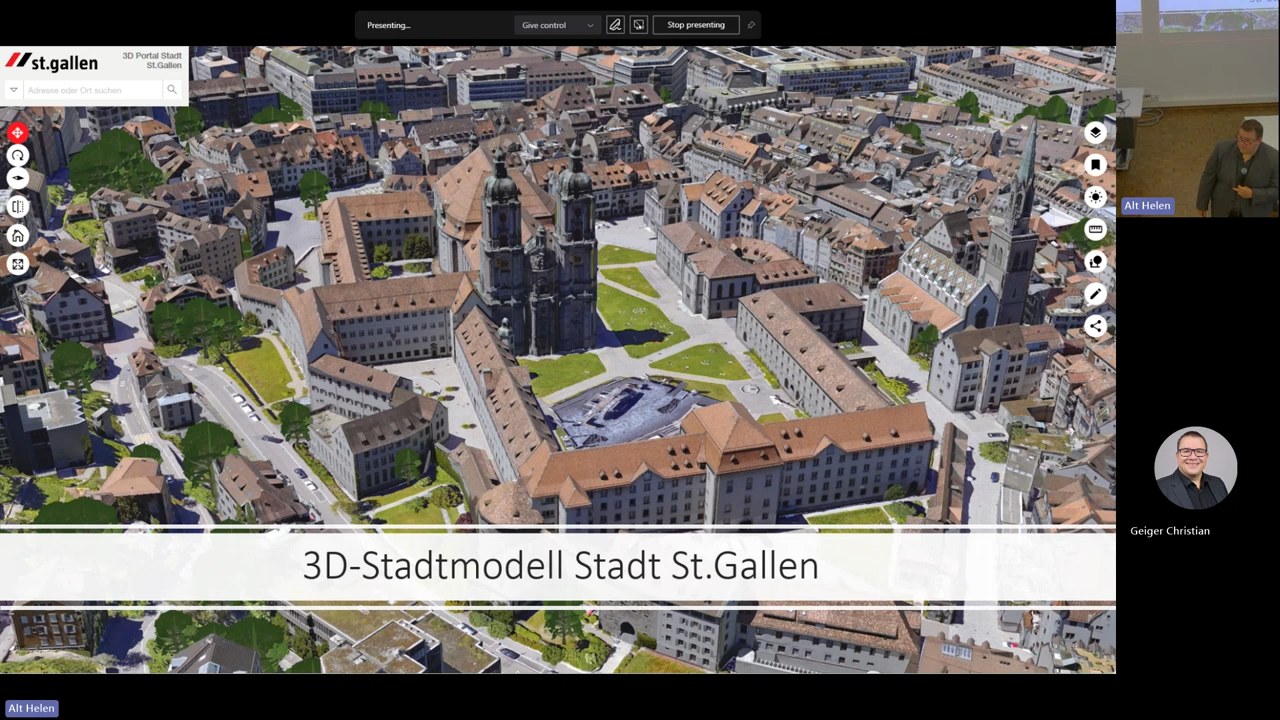 Presenting...
Give control
Stop presenting
st.gallen
3D Portal Stadt
St.Gallen
Adresse oder Ort suchen
Alt Helen
Geiger Christian
3D-Stadtmodell Stadt St.Gallen
Alt Helen